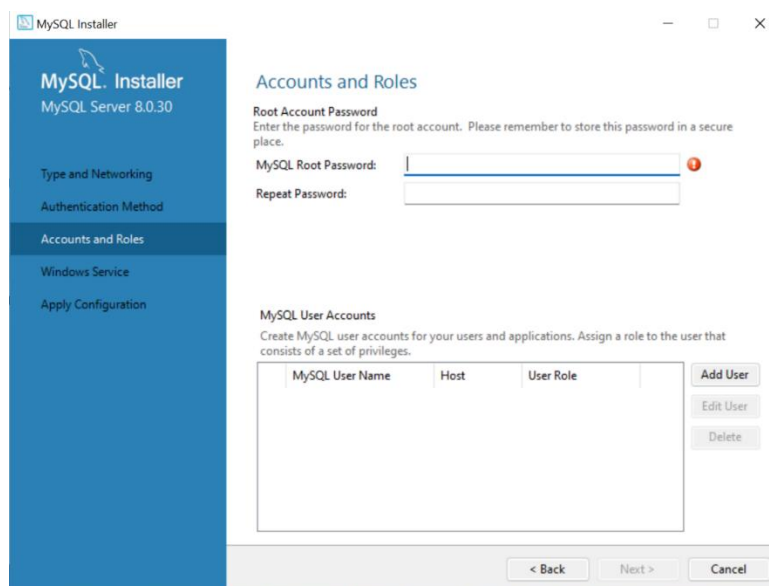 MySQL Installer
MySQL. Installer
MySQL Server 8.0.30
Type and Networking
Authentication Method
Accounts and Roles
Windows Service
Apply Configuration
Accounts and Roles
Root Account Password
Enter the password for the root account. Please remember to store this password in a secure
place.
MySQL Root Password:
Repeat Password:
MySQL User Accounts
Create MySQL user accounts for your users and applications. Assign a role to the user that
consists of a set of privileges.
MySQL User Name Host User Role
Add User
Edit User
Delete
< Back Next > Cancel